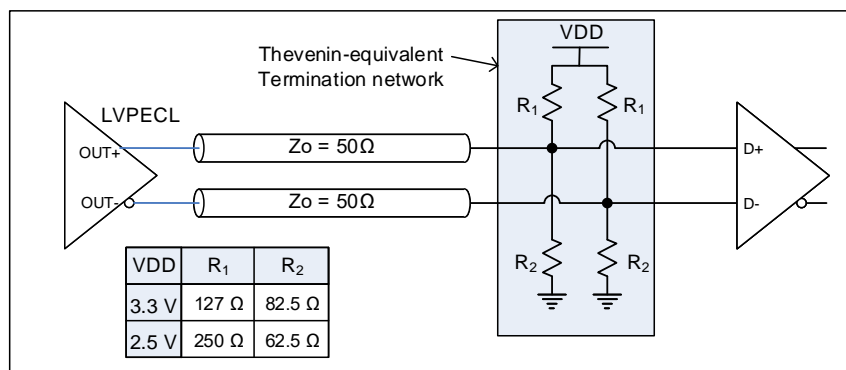 VDD
Thevenin-equivalent
Termination network
R₁ R₁
LVPECL
OUT+ Zo = 50Ω D+
OUT- Zo = 50Ω D-
R₂ R₂
VDD R₁ R₂
3.3 V 127 Ω 82.5 Ω
2.5 V 250 Ω 62.5 Ω